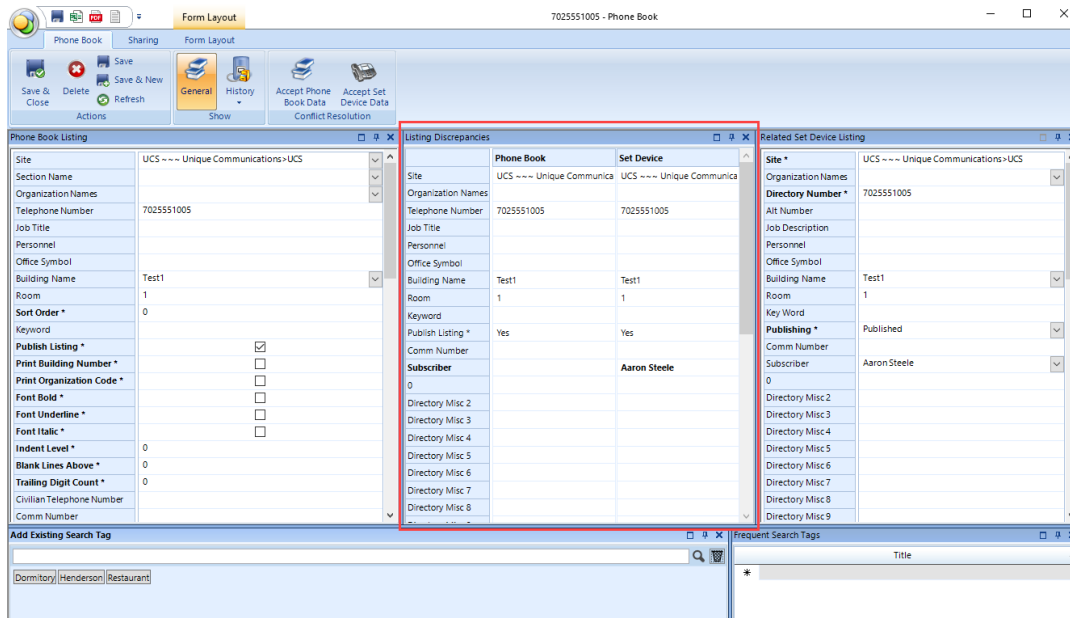 Form Layout
7025551005 - Phone Book
Phone Book Sharing Form Layout
Save & Close
Delete
Save
Save & New
Refresh
Actions
General
History
Show
Accept Phone Book Data
Accept Set Device Data
Conflict Resolution
Phone Book Listing
Site UCS ~~~ Unique Communications>UCS
Section Name
Organization Names
Telephone Number 7025551005
Job Title
Personnel
Office Symbol
Building Name Test1
Room 1
Sort Order * 0
Keyword
Publish Listing *
Print Building Number *
Print Organization Code *
Font Bold *
Font Underline *
Font Italic *
Indent Level * 0
Blank Lines Above * 0
Trailing Digit Count * 0
Civilian Telephone Number
Comm Number
Listing Discrepancies
Phone Book Set Device
Site UCS ~~~ Unique Communica UCS ~~~ Unique Communica
Organization Names
Telephone Number 7025551005 7025551005
Job Title
Personnel
Office Symbol
Building Name Test1 Test1
Room 1 1
Keyword
Publish Listing * Yes Yes
Comm Number
Subscriber Aaron Steele
0
Directory Misc 2
Directory Misc 3
Directory Misc 4
Directory Misc 5
Directory Misc 6
Directory Misc 7
Directory Misc 8
Related Set Device Listing
Site * UCS ~~~ Unique Communications>UCS
Organization Names
Directory Number * 7025551005
Alt Number
Job Description
Personnel
Office Symbol
Building Name Test1
Room 1
Key Word
Publishing * Published
Comm Number
Subscriber Aaron Steele
0
Directory Misc 2
Directory Misc 3
Directory Misc 4
Directory Misc 5
Directory Misc 6
Directory Misc 7
Directory Misc 8
Directory Misc 9
Add Existing Search Tag
Dormitory Henderson Restaurant
Frequent Search Tags
Title